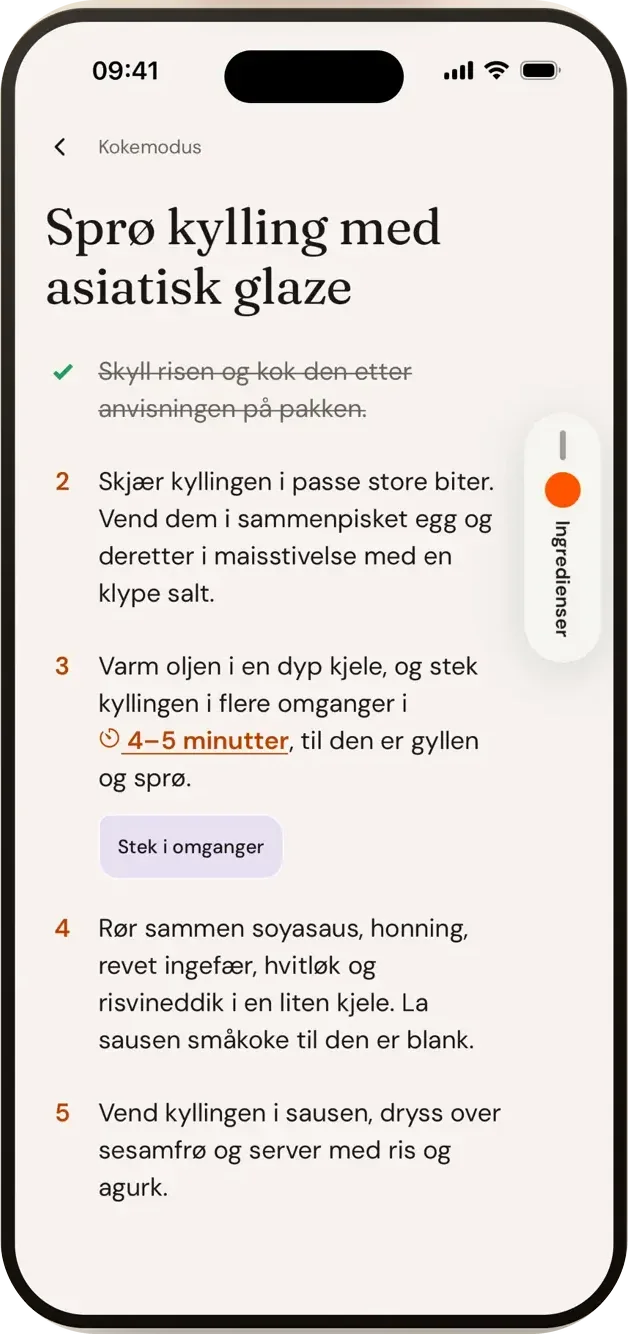 09:41
Kokemodus
Sprø kylling med
asiatisk glaze
Skyll risen og kok den etter
anvisningen på pakken.
2 Skjær kyllingen i passe store biter.
Vend dem i sammenpisket egg og
deretter i maisstivelse med en
klype salt.
Ingredienser
3 Varm oljen i en dyp kjele, og stek
kyllingen i flere omganger i
4–5 minutter, til den er gyllen
og sprø.
Stek i omganger
4 Rør sammen soyasaus, honning,
revet ingefær, hvitløk og
risvineddik i en liten kjele. La
sausen småkoke til den er blank.
5 Vend kyllingen i sausen, dryss over
sesamfrø og server med ris og
agurk.